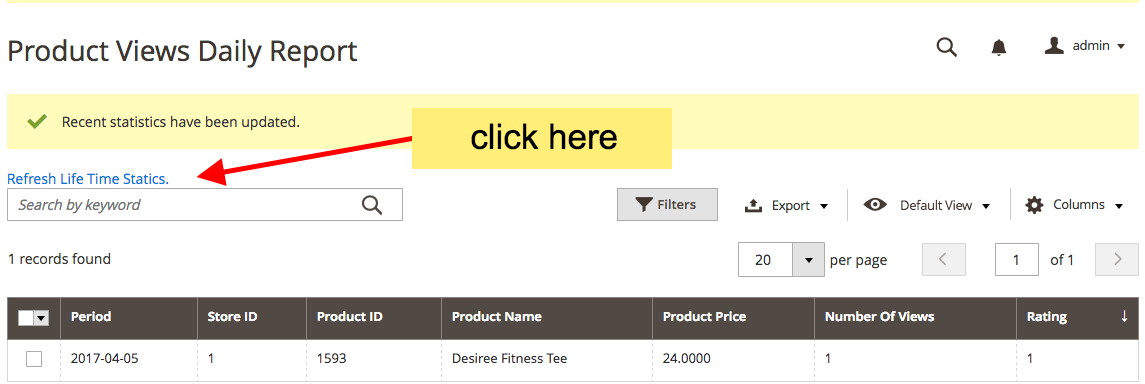 Product Views Daily Report
admin
Recent statistics have been updated.
click here
Refresh Life Time Statics.
Search by keyword
Filters
Export
Default View
Columns
1 records found
20
per page
1
of 1
Period Store ID Product ID Product Name Product Price Number Of Views Rating ↓
2017-04-05 1 1593 Desiree Fitness Tee 24.0000 1 1